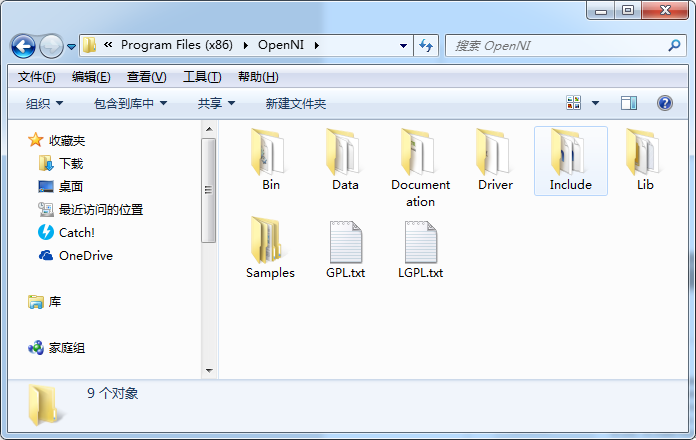 « Program Files (x86) ▸ OpenNI ▸
搜索 OpenNI
文件(F) 编辑(E) 查看(V) 工具(T) 帮助(H)
组织 包含到库中 共享 新建文件夹
收藏夹
下载
桌面
最近访问的位置
Catch!
OneDrive
库
家庭组
Bin
Data
Document
ation
Driver
Include
Lib
Samples
GPL.txt
LGPL.txt
9 个对象